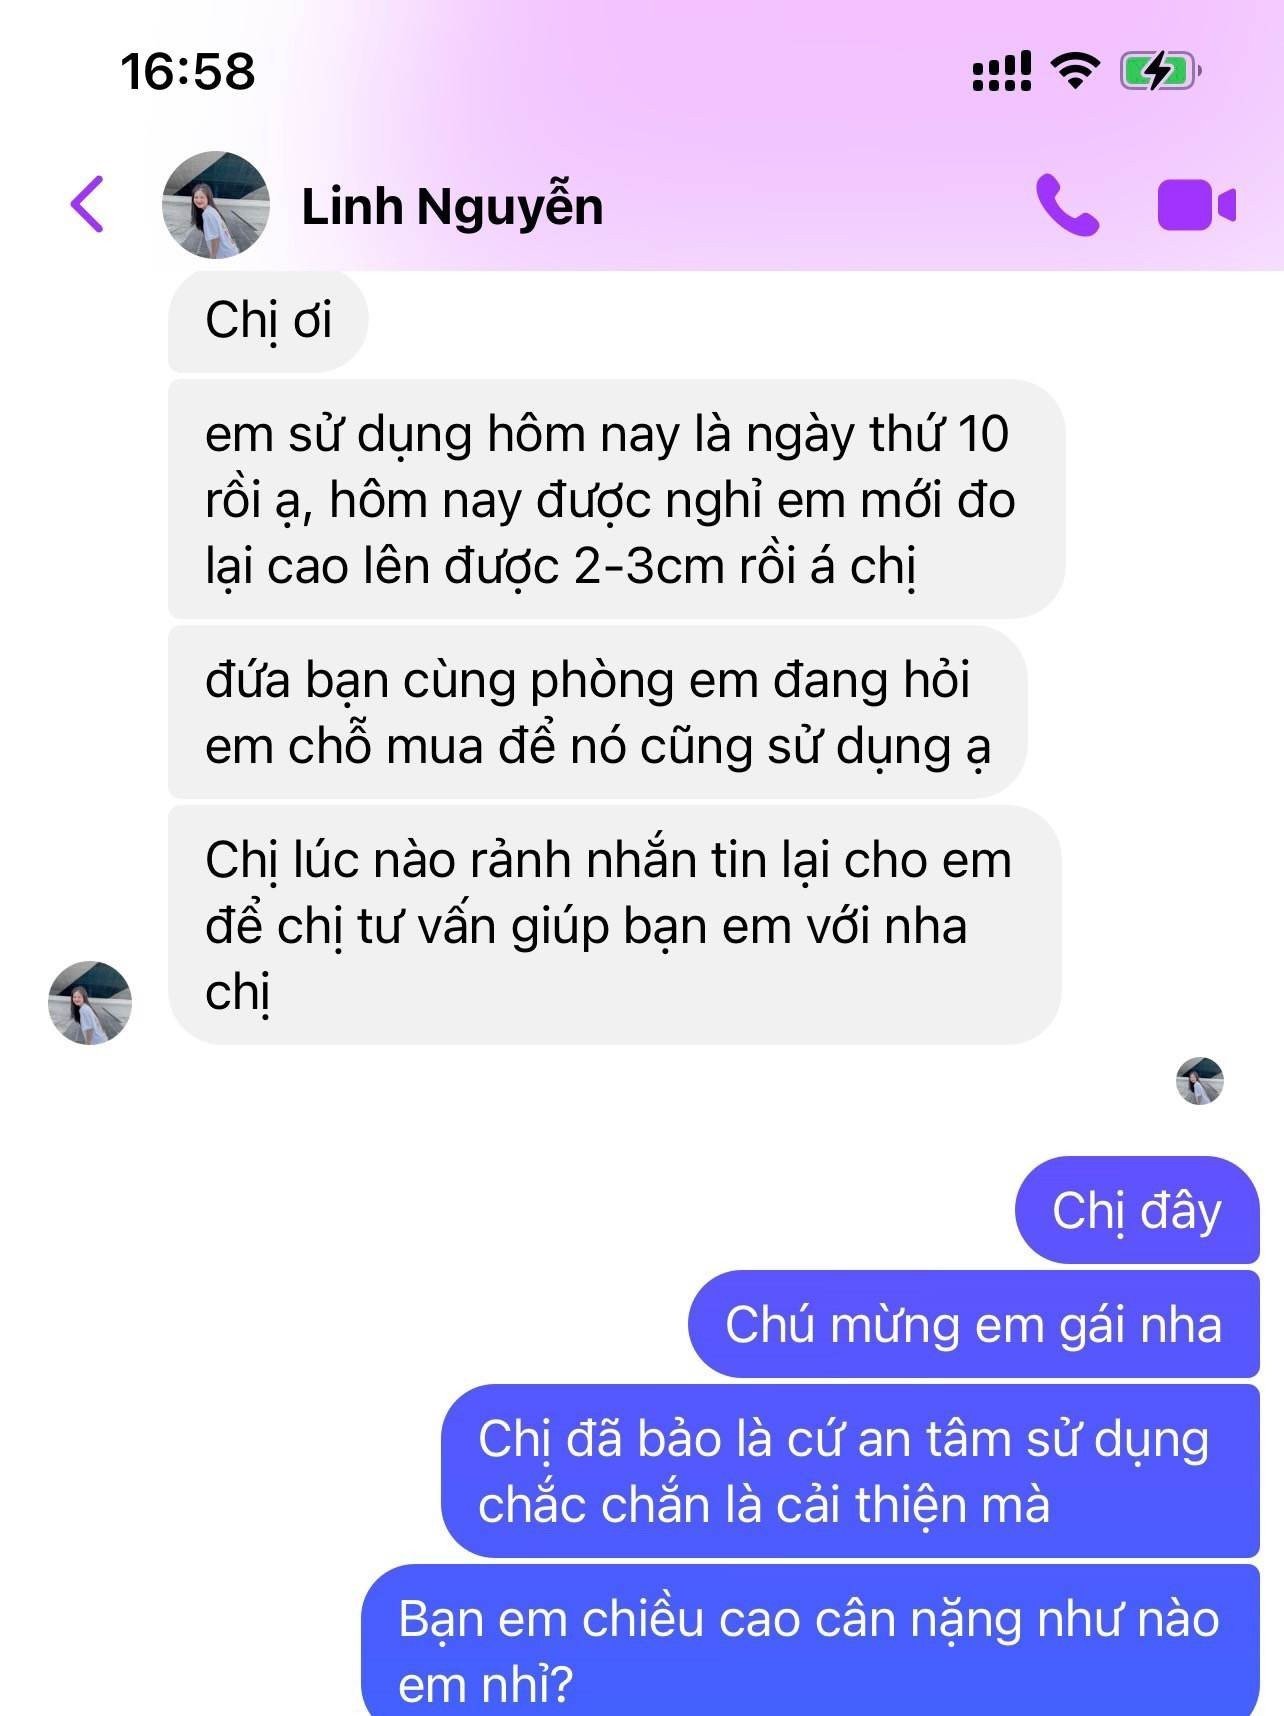 16:58
Linh Nguyễn
Chị ơi
em sử dụng hôm nay là ngày thứ 10
rồi ạ, hôm nay được nghỉ em mới đo
lại cao lên được 2-3cm rồi á chị
đứa bạn cùng phòng em đang hỏi
em chỗ mua để nó cũng sử dụng ạ
Chị lúc nào rảnh nhắn tin lại cho em
để chị tư vấn giúp bạn em với nha
chị
Chị đây
Chú mừng em gái nha
Chị đã bảo là cứ an tâm sử dụng
chắc chắn là cải thiện mà
Bạn em chiều cao cân nặng như nào
em nhỉ?